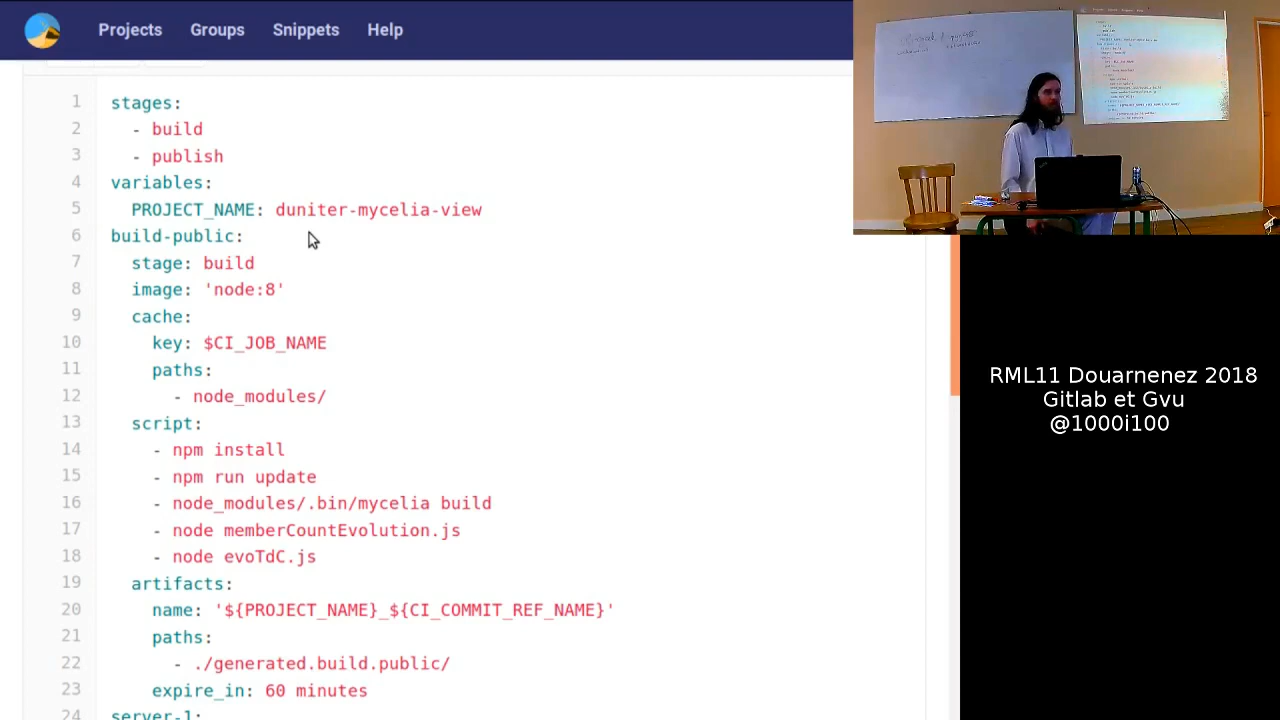 Projects Groups Snippets Help
1 stages:
2 - build
3 - publish
4 variables:
5 PROJECT_NAME: duniter-mycelia-view
6 build-public:
7 stage: build
8 image: 'node:8'
9 cache:
10 key: $CI_JOB_NAME
11 paths:
12 - node_modules/
13 script:
14 - npm install
15 - npm run update
16 - node_modules/.bin/mycelia build
17 - node memberCountEvolution.js
18 - node evoTdC.js
19 artifacts:
20 name: '${PROJECT_NAME}_${CI_COMMIT_REF_NAME}'
21 paths:
22 - ./generated.build.public/
23 expire_in: 60 minutes
24 server-1:
RML11 Douarnenez 2018
Gitlab et Gvu
@1000i100